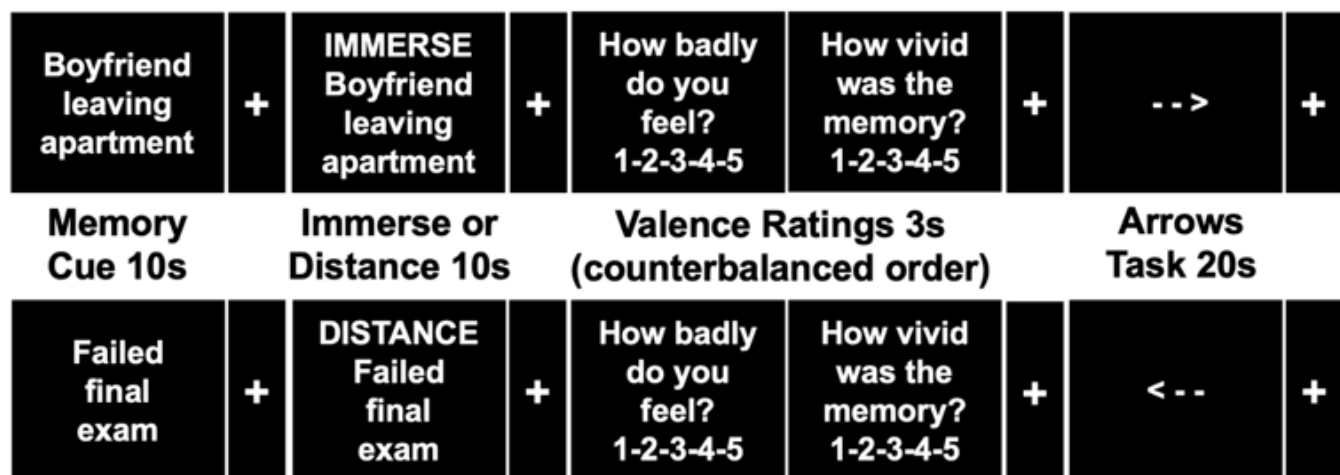 Boyfriend
leaving
apartment
+
IMMERSE
Boyfriend
leaving
apartment
+
How badly
do you
feel?
1-2-3-4-5
How vivid
was the
memory?
1-2-3-4-5
+
-->
+
Memory
Cue 10s
Immerse or
Distance 10s
Valence Ratings 3s
(counterbalanced order)
Arrows
Task 20s
Failed
final
exam
+
DISTANCE
Failed
final
exam
+
How badly
do you
feel?
1-2-3-4-5
How vivid
was the
memory?
1-2-3-4-5
+
<--
+